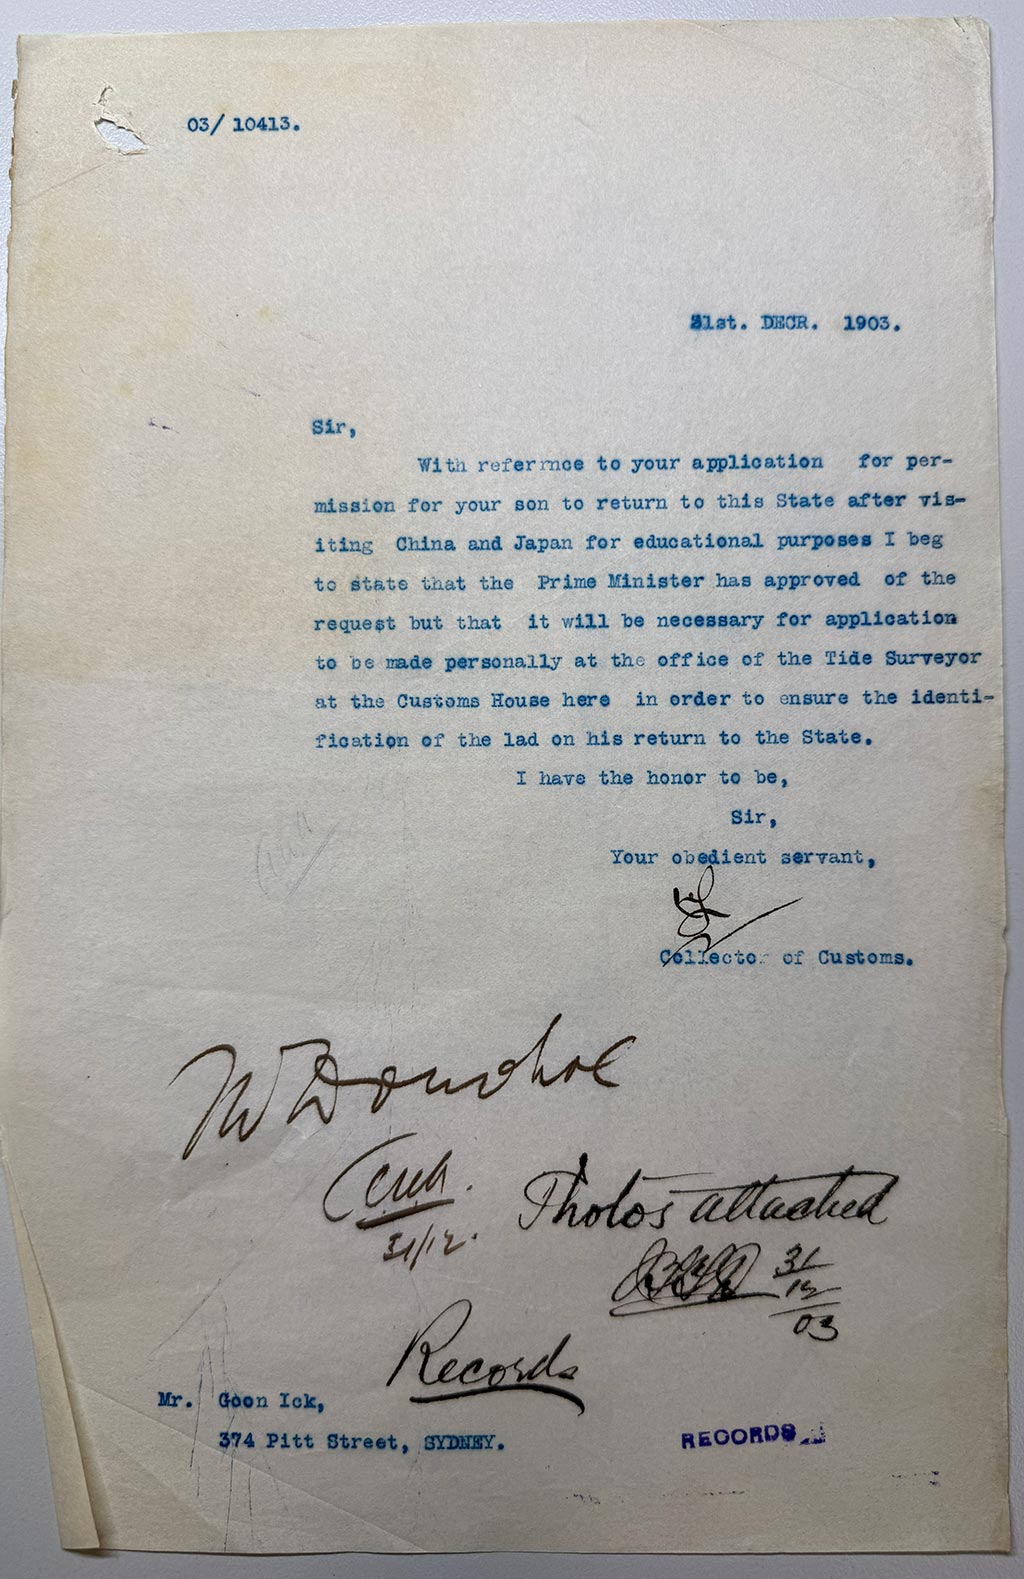 03/ 10413.
31st. DECR. 1903.
Sir,
With refermnce to your application for per-
mission for your son to return to this State after vis-
iting China and Japan for educational purposes I beg
to state that the Prime Minister has approved of the
request but that it will be necessary for application
to be made personally at the office of the Tide Surveyor
at the Customs House here in order to ensure the identi-
fication of the lad on his return to the State.
I have the honor to be,
Sir,
Your obedient servant,
Collector of Customs.
Donohoe
31/12.
Photos attached
31
12
03
Records
Mr. Goon Ick,
374 Pitt Street, SYDNEY.
RECORDS